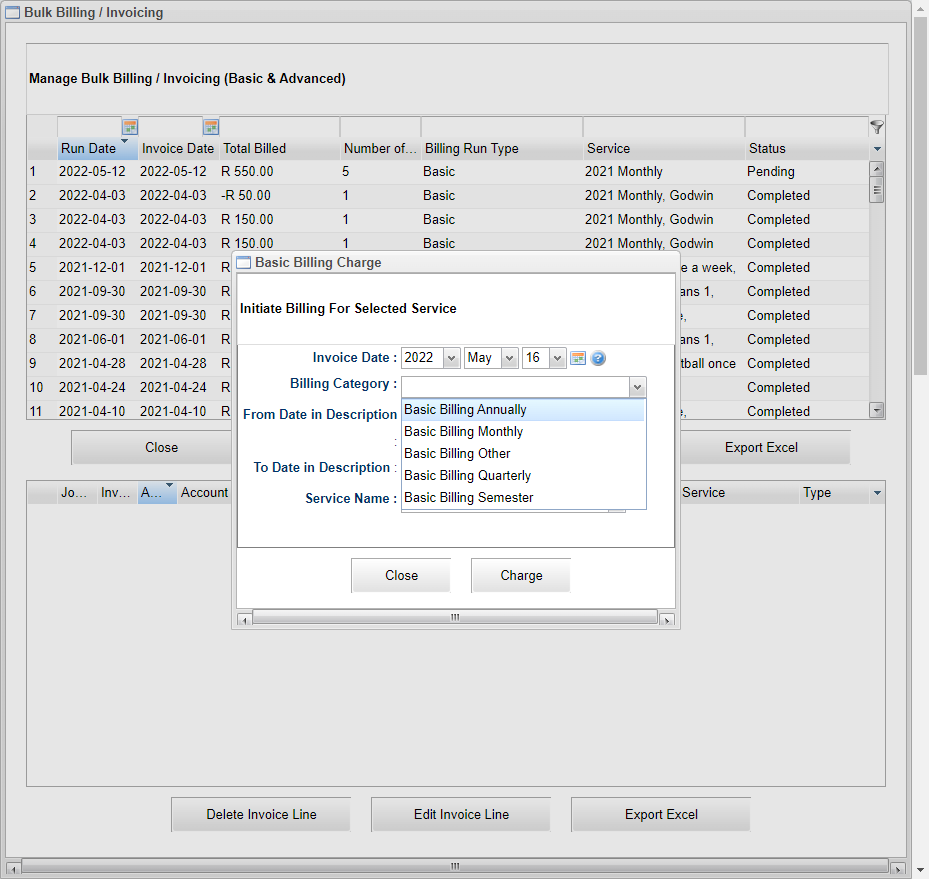 Bulk Billing / Invoicing
Manage Bulk Billing / Invoicing (Basic & Advanced)
Run Date Invoice Date Total Billed Number of... Billing Run Type Service Status
1 2022-05-12 2022-05-12 R 550.00 5 Basic 2021 Monthly Pending
2 2022-04-03 2022-04-03 -R 50.00 1 Basic 2021 Monthly, Godwin Completed
3 2022-04-03 2022-04-03 R 150.00 1 Basic 2021 Monthly, Godwin Completed
4 2022-04-03 2022-04-03 R 150.00 1 Basic 2021 Monthly, Godwin Completed
5 2021-12-01 2021-12-01 R e a week, Completed
6 2021-09-30 2021-09-30 R ans 1, Completed
7 2021-09-30 2021-09-30 R e, Completed
8 2021-06-01 2021-06-01 R ans 1, Completed
9 2021-04-28 2021-04-28 R tball once Completed
10 2021-04-24 2021-04-24 R Completed
11 2021-04-10 2021-04-10 R e, Completed
Close Export Excel
Jo... Inv... A... Account Service Type
Basic Billing Charge
Initiate Billing For Selected Service
Invoice Date : 2022 May 16
Billing Category :
From Date in Description
:
To Date in Description :
Service Name :
Basic Billing Annually
Basic Billing Monthly
Basic Billing Other
Basic Billing Quarterly
Basic Billing Semester
Close Charge
Delete Invoice Line Edit Invoice Line Export Excel